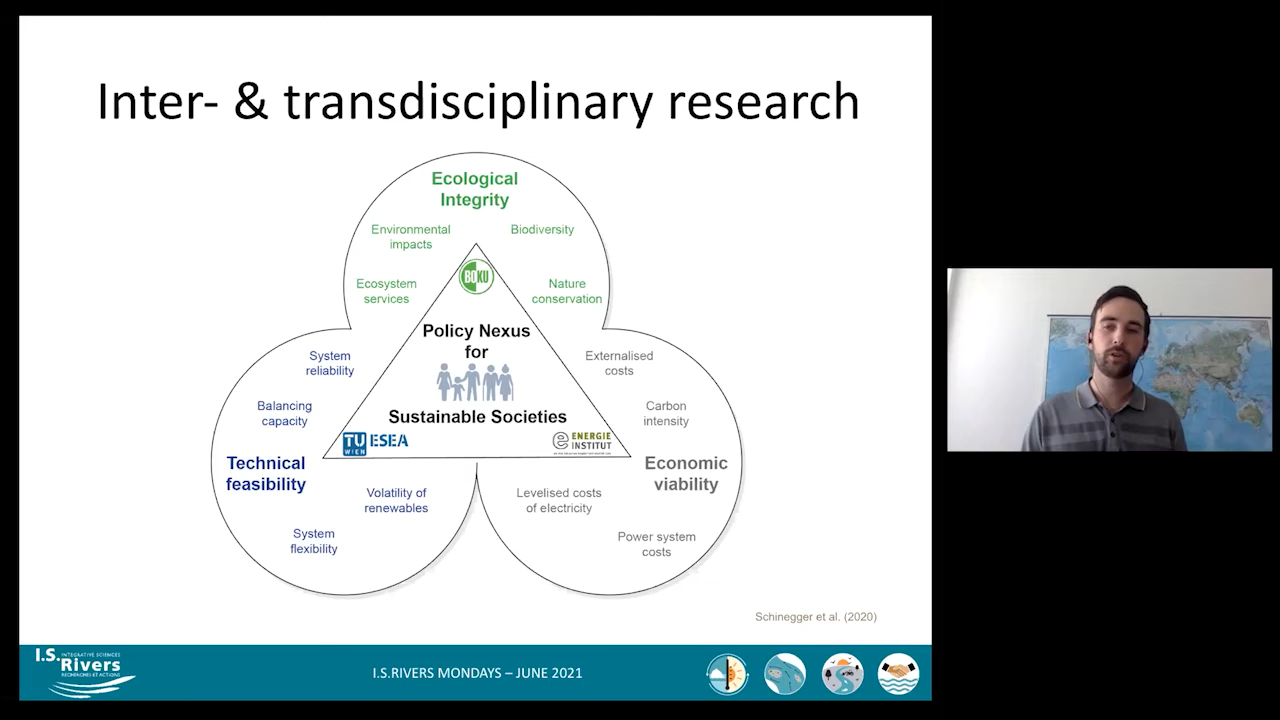 Inter- & transdisciplinary research
Ecological
Integrity
Environmental
impacts
Biodiversity
Ecosystem
services
Nature
conservation
BOKU
Policy Nexus
for
Sustainable Societies
System
reliability
Balancing
capacity
Technical
feasibility
Volatility of
renewables
System
flexibility
TU
WIEN
ESEA
e ENERGIE
INSTITUT
Externalised
costs
Carbon
intensity
Economic
viability
Levelised costs
of electricity
Power system
costs
Schinegger et al. (2020)
I.S.
Rivers
INTEGRATIVE SCIENCES
RECHERCHES ET ACTIONS
I.S.RIVERS MONDAYS – JUNE 2021